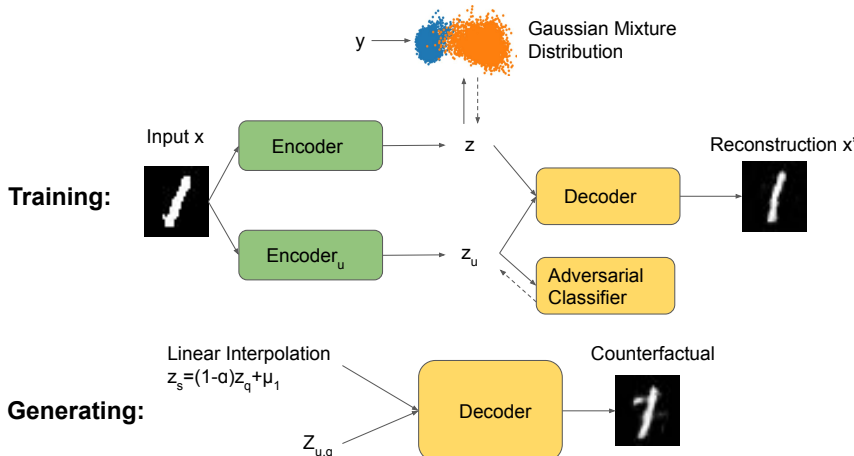 y
Gaussian Mixture
Distribution
Input x
Encoder
z
Reconstruction x'
Training:
Decoder
Encoder_u
z_u
Adversarial
Classifier
Linear Interpolation
z_s=(1-α)z_q+μ_1
Counterfactual
Generating:
Decoder
Z_u,q